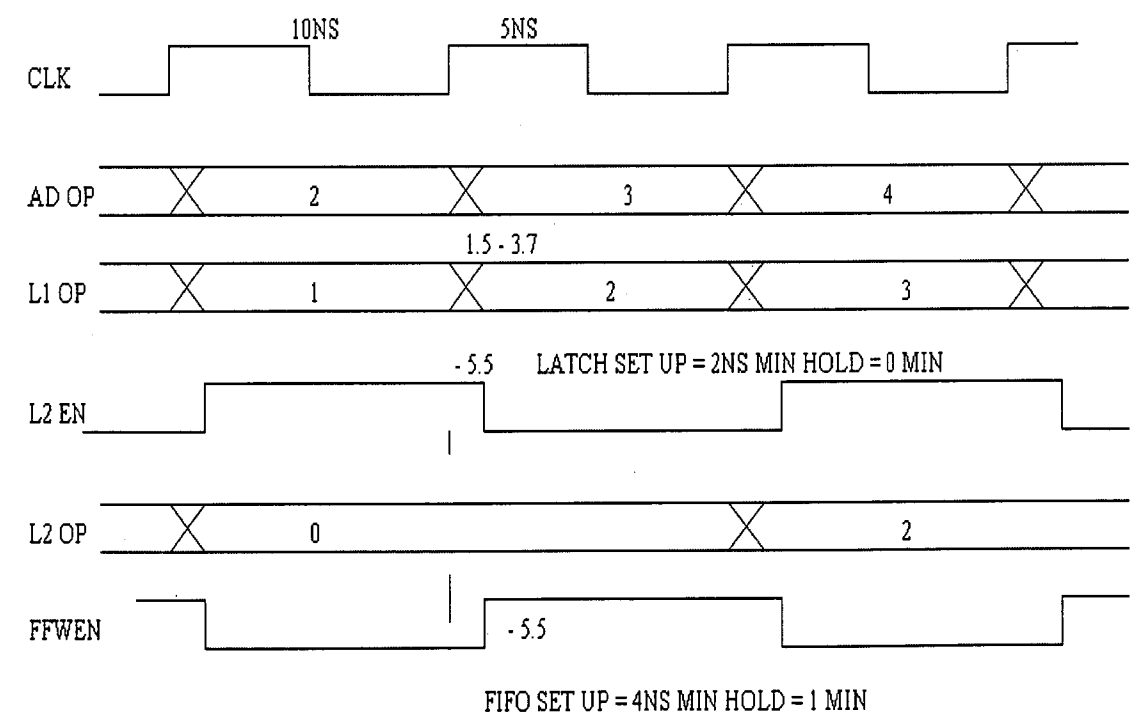 10NS 5NS
CLK
AD OP 2 3 4
1.5 - 3.7
L1 OP 1 2 3
- 5.5 LATCH SET UP = 2NS MIN HOLD = 0 MIN
L2 EN
L2 OP 0 2
FFWEN - 5.5
FIFO SET UP = 4NS MIN HOLD = 1 MIN